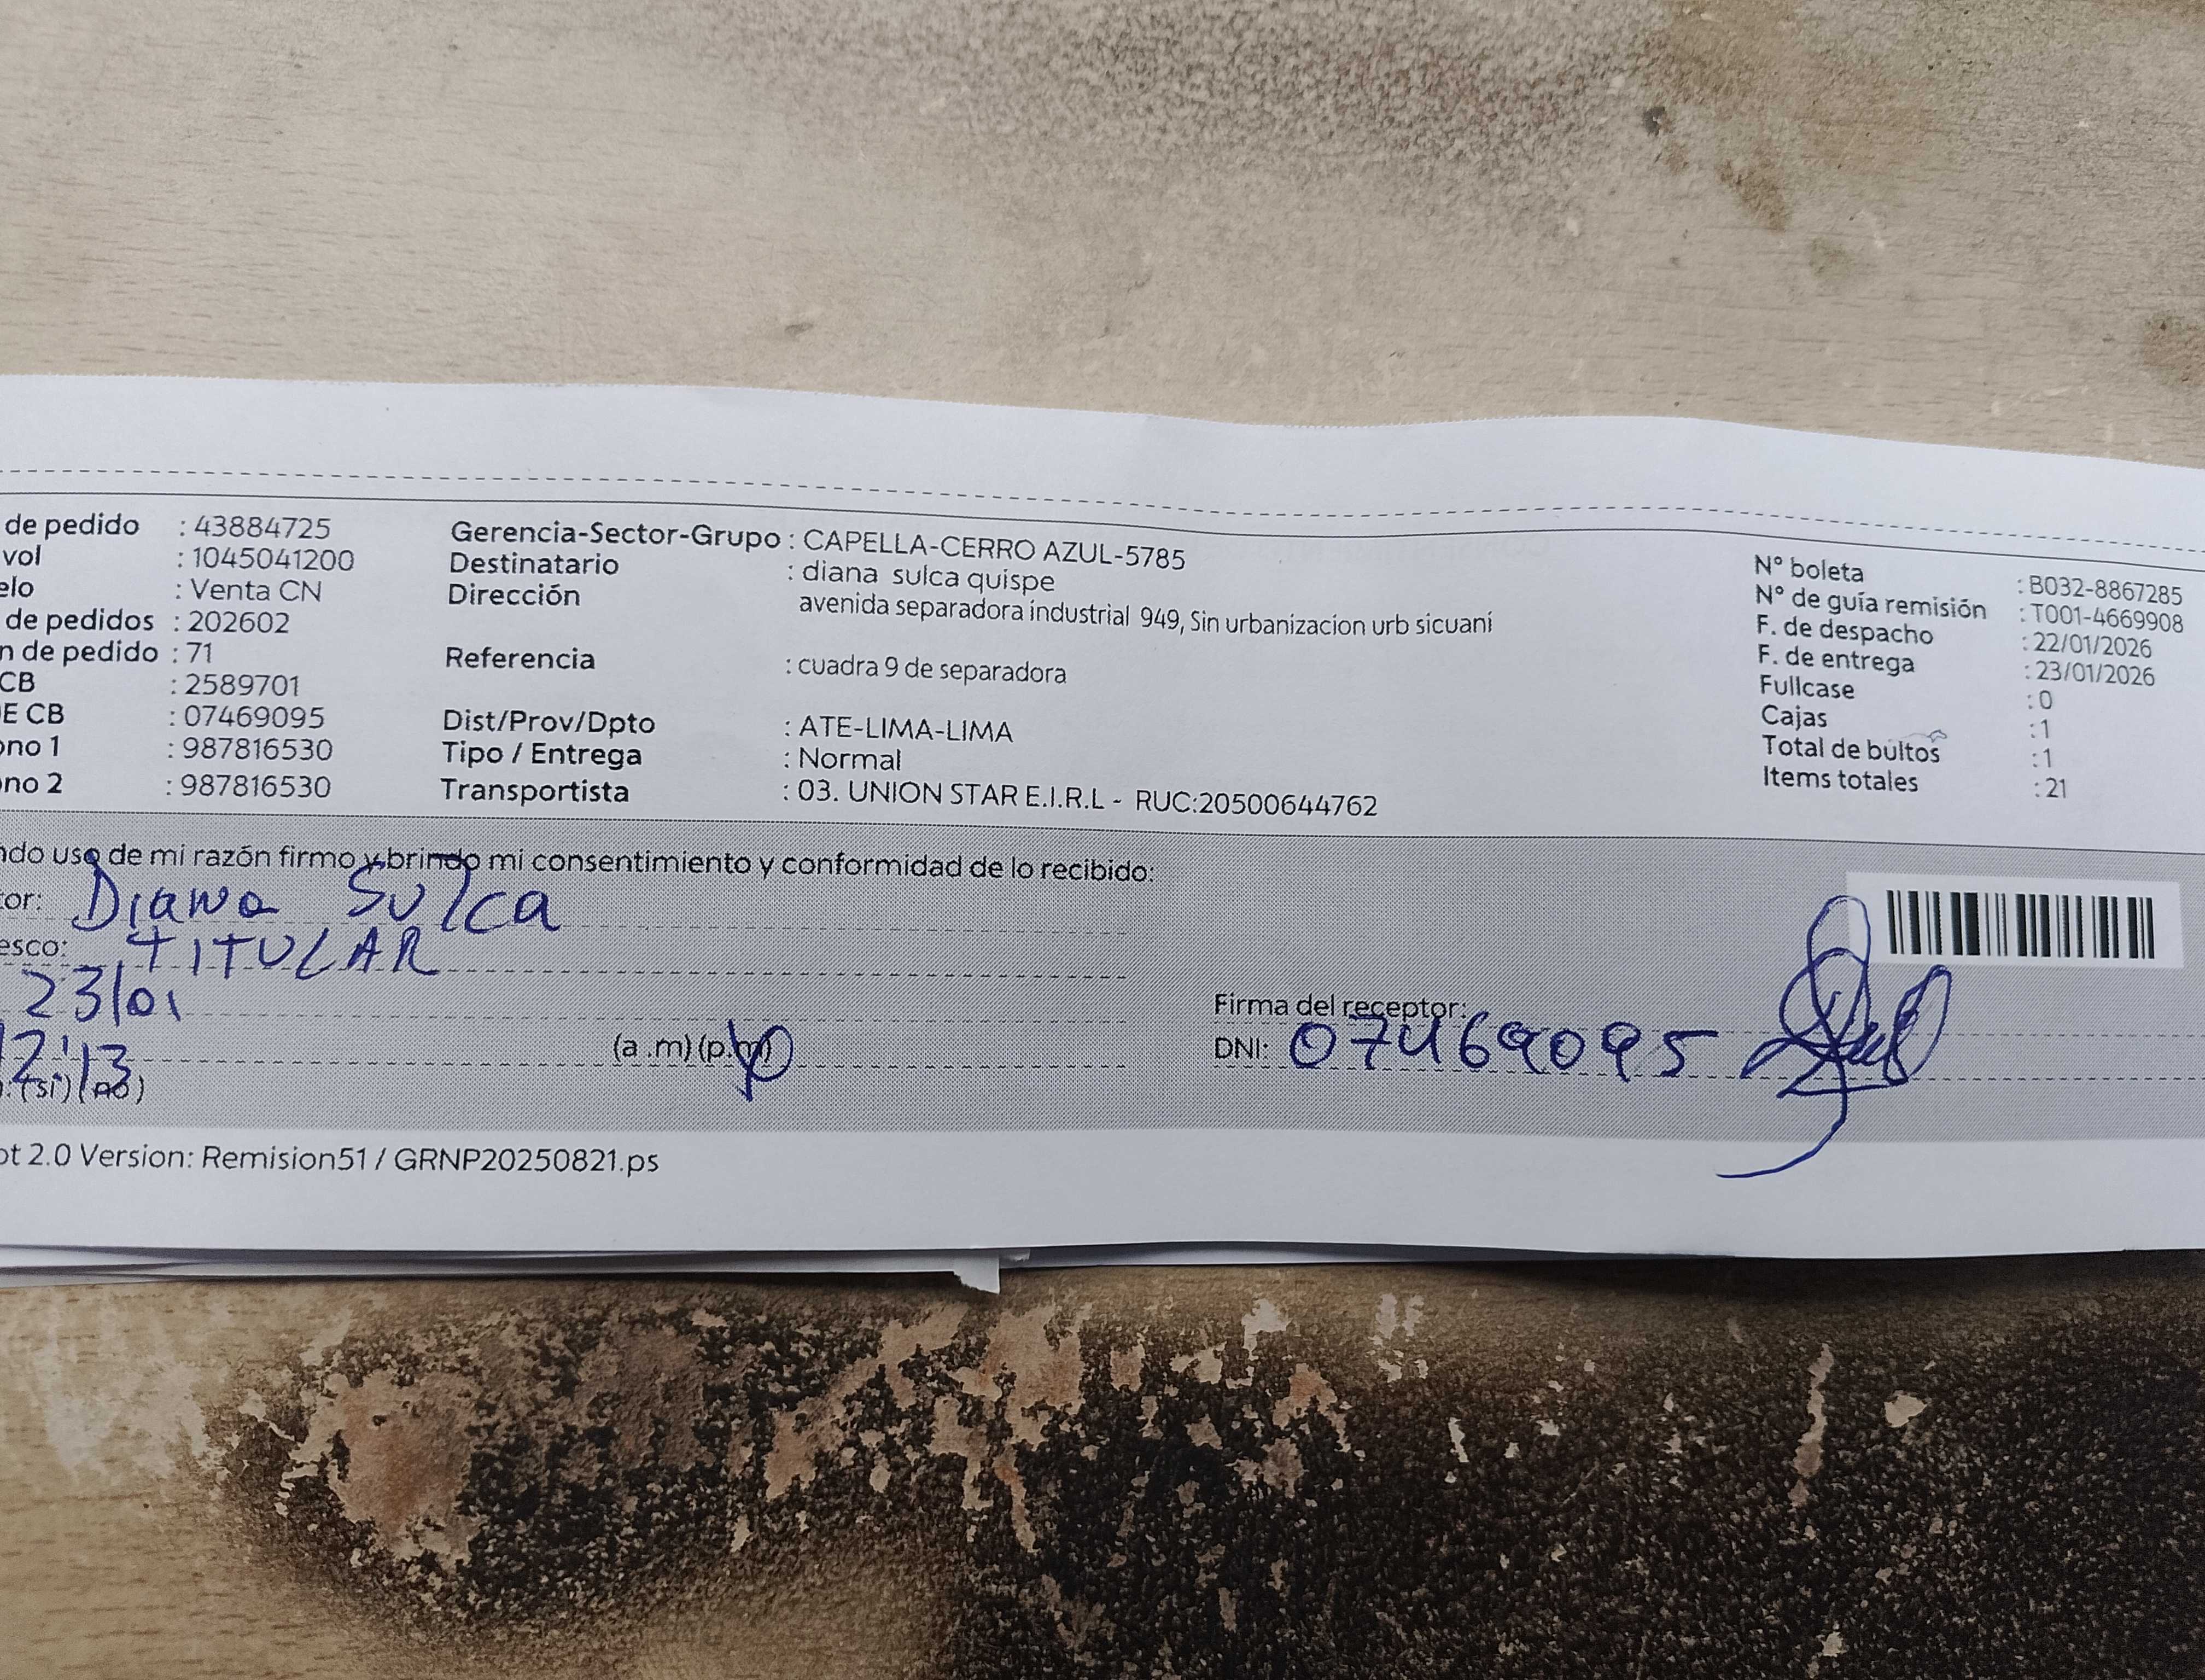 de pedido : 43884725
vol : 1045041200
elo : Venta CN
de pedidos : 202602
n de pedido : 71
CB : 2589701
E CB : 07469095
ono 1 : 987816530
ono 2 : 987816530
Gerencia-Sector-Grupo : CAPELLA-CERRO AZUL-5785
Destinatario : diana sulca quispe
Dirección avenida separadora industrial 949, Sin urbanizacion urb sicuani
Referencia : cuadra 9 de separadora
Dist/Prov/Dpto : ATE-LIMA-LIMA
Tipo / Entrega : Normal
Transportista : 03. UNION STAR E.I.R.L - RUC:20500644762
N° boleta : B032-8867285
N° de guía remisión : T001-4669908
F. de despacho : 22/01/2026
F. de entrega : 23/01/2026
Fullcase : 0
Cajas : 1
Total de bultos : 1
Items totales : 21
ndo uso de mi razón firmo y brindo mi consentimiento y conformidad de lo recibido:
tor: Diana Sulca
esco: TITULAR
23/01
12:13 (a .m) (p.m)
: (si) (no)
Firma del receptor:
DNI: 07469095
ot 2.0 Version: Remision51 / GRNP20250821.ps